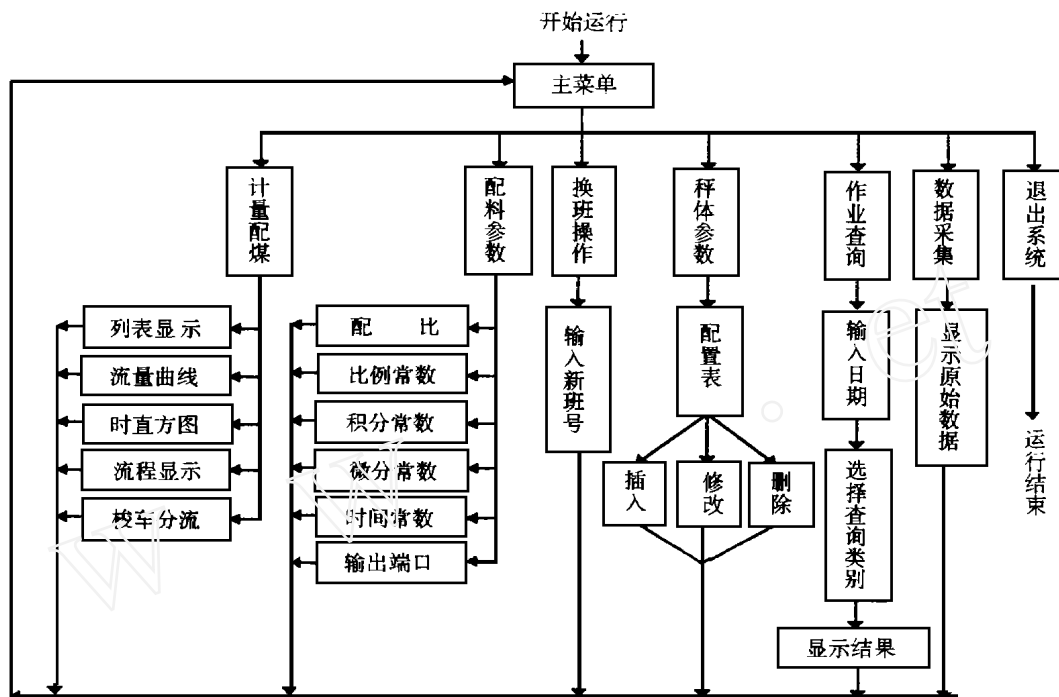 开始运行
主菜单
计量配煤
配料参数
换班操作
秤体参数
作业查询
数据采集
退出系统
列表显示
流量曲线
时直方图
流程显示
梭车分流
配 比
比例常数
积分常数
微分常数
时间常数
输出端口
输入新班号
配置表
插入
修改
删除
输入日期
选择查询类别
显示结果
显示原始数据
运行结束